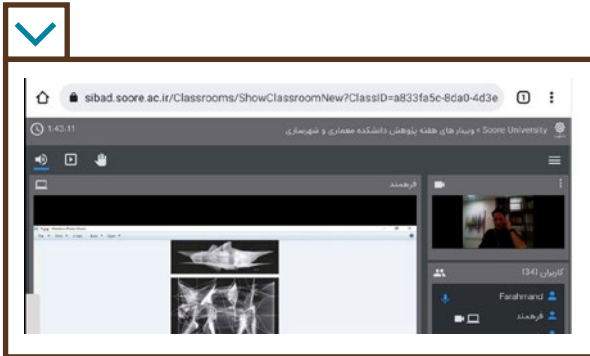 sibad.soore.ac.ir/Classrooms/ShowClassroomNew?ClassID=a833fa5c-8da0-4d3e
1
1:43:11
Soore University › وبینار های هفته پژوهش دانشکده معماری و شهرسازی
فرهمند
کاربران (34)
Farahmand
فرهمند